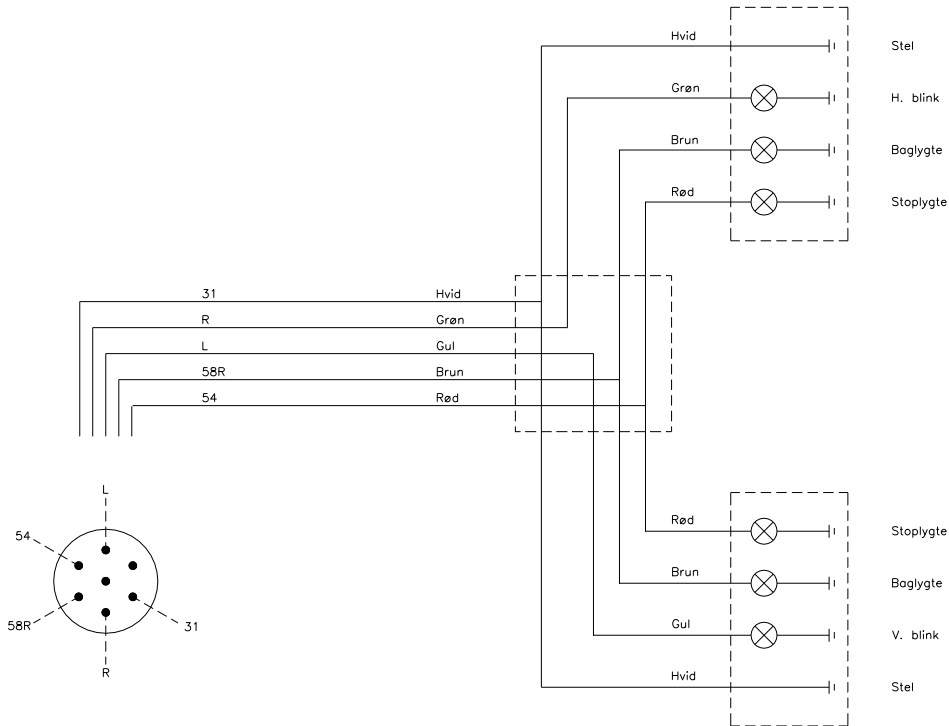 Hvid Stel
Grøn H. blink
Brun Baglygte
Rød Stoplygte
31 Hvid
R Grøn
L Gul
58R Brun
54 Rød
L
54
58R
31
R
Rød Stoplygte
Brun Baglygte
Gul V. blink
Hvid Stel